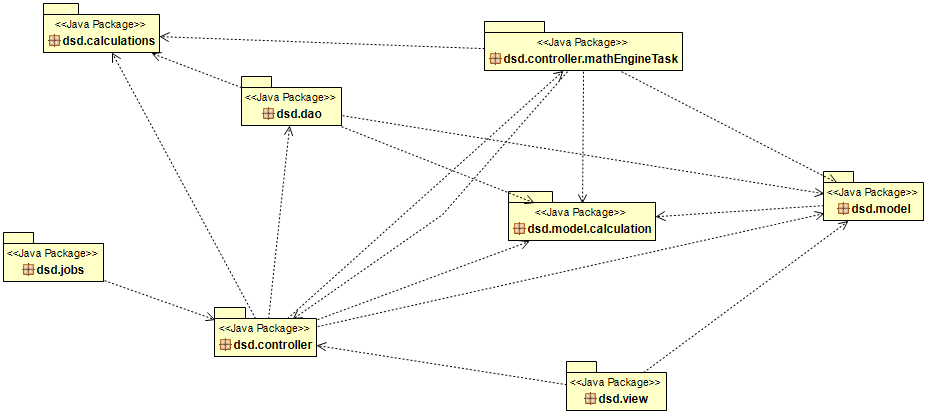 <<Java Package>>
dsd.calculations
<<Java Package>>
dsd.controller.mathEngineTask
<<Java Package>>
dsd.dao
<<Java Package>>
dsd.model
<<Java Package>>
dsd.model.calculation
<<Java Package>>
dsd.jobs
<<Java Package>>
dsd.controller
<<Java Package>>
dsd.view